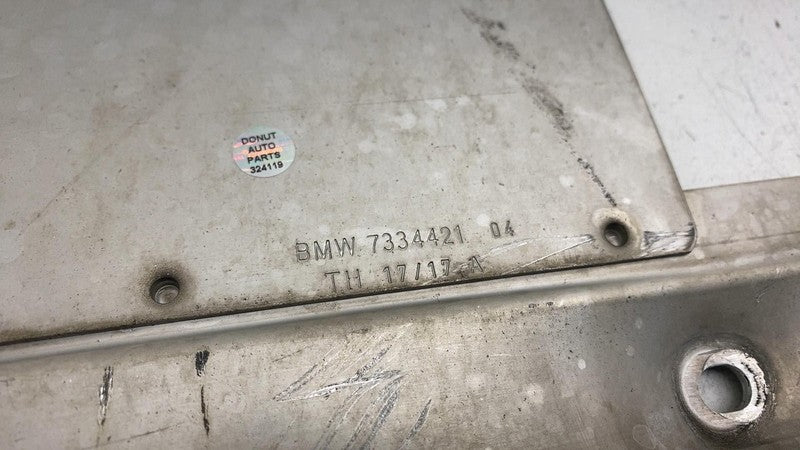 DONUT
AUTO
PARTS
324119
BMW 7334421 04
TH 17/17 A